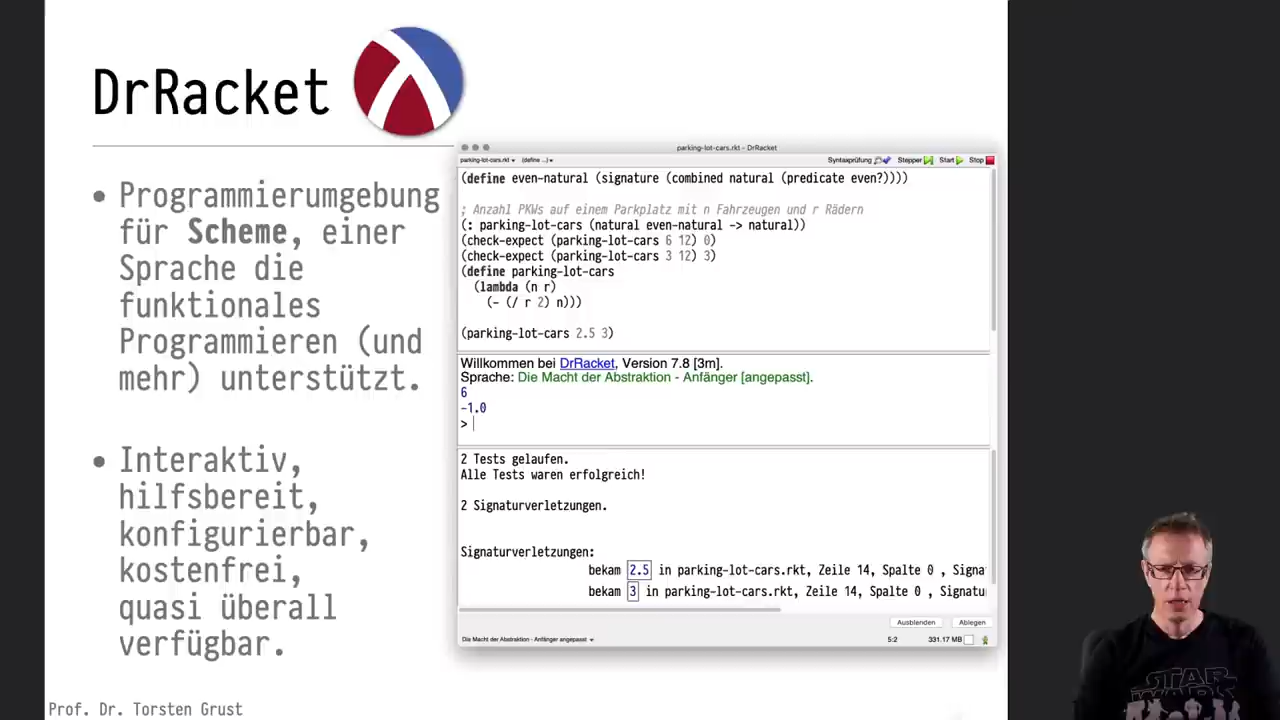 DrRacket
• Programmierumgebung
für Scheme, einer
Sprache die
funktionales
Programmieren (und
mehr) unterstützt.
• Interaktiv,
hilfsbereit,
konfigurierbar,
kostenfrei,
quasi überall
verfügbar.
parking-lot-cars.rkt - DrRacket
parking-lot-cars.rkt (define ...) Syntaxprüfung Stepper Start Stop
(define even-natural (signature (combined natural (predicate even?))))
; Anzahl PKWs auf einem Parkplatz mit n Fahrzeugen und r Rädern
(: parking-lot-cars (natural even-natural -> natural))
(check-expect (parking-lot-cars 6 12) 0)
(check-expect (parking-lot-cars 3 12) 3)
(define parking-lot-cars
(lambda (n r)
(- (/ r 2) n)))
(parking-lot-cars 2.5 3)
Willkommen bei DrRacket, Version 7.8 [3m].
Sprache: Die Macht der Abstraktion - Anfänger [angepasst].
6
-1.0
>
2 Tests gelaufen.
Alle Tests waren erfolgreich!
2 Signaturverletzungen.
Signaturverletzungen:
bekam 2.5 in parking-lot-cars.rkt, Zeile 14, Spalte 0 , Signa
bekam 3 in parking-lot-cars.rkt, Zeile 14, Spalte 0 , Signatu
Ausblenden Ablegen
Die Macht der Abstraktion - Anfänger angepasst 5:2 331.17 MB
Prof. Dr. Torsten Grust
STAR
WARS